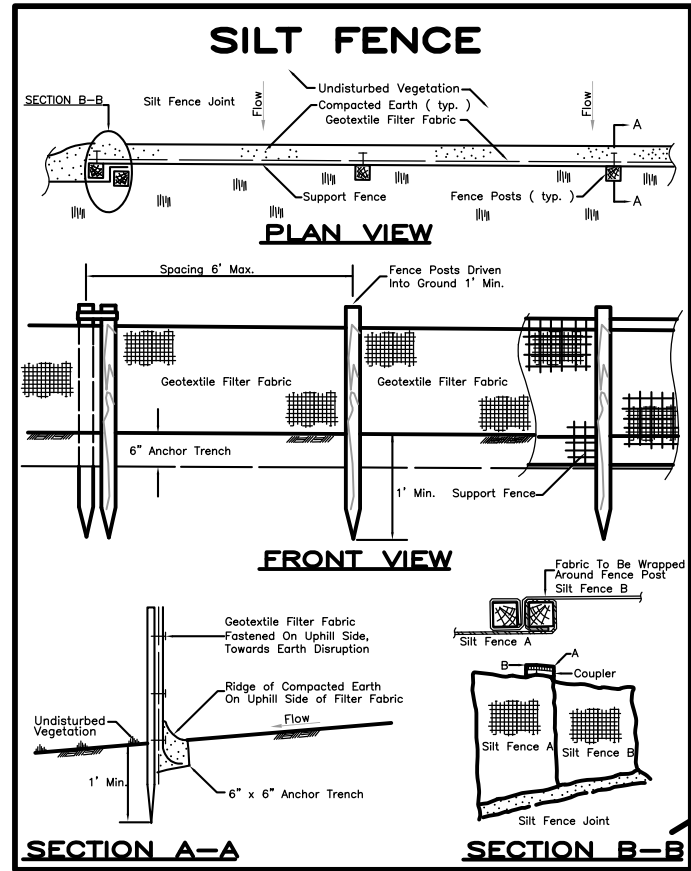 SILT FENCE
SECTION B-B
Silt Fence Joint
Flow
Undisturbed Vegetation
Compacted Earth ( typ. )
Geotextile Filter Fabric
Flow
A
Support Fence
Fence Posts ( typ. )
A
PLAN VIEW
Spacing 6' Max.
Fence Posts Driven
Into Ground 1' Min.
Geotextile Filter Fabric
Geotextile Filter Fabric
6" Anchor Trench
1' Min.
Support Fence
FRONT VIEW
Geotextile Filter Fabric
Fastened On Uphill Side,
Towards Earth Disruption
Ridge of Compacted Earth
On Uphill Side of Filter Fabric
Flow
Undisturbed
Vegetation
1' Min.
6" x 6" Anchor Trench
SECTION A-A
Fabric To Be Wrapped
Around Fence Post
Silt Fence B
Silt Fence A
B
A
Coupler
Silt Fence A
Silt Fence B
Silt Fence Joint
SECTION B-B